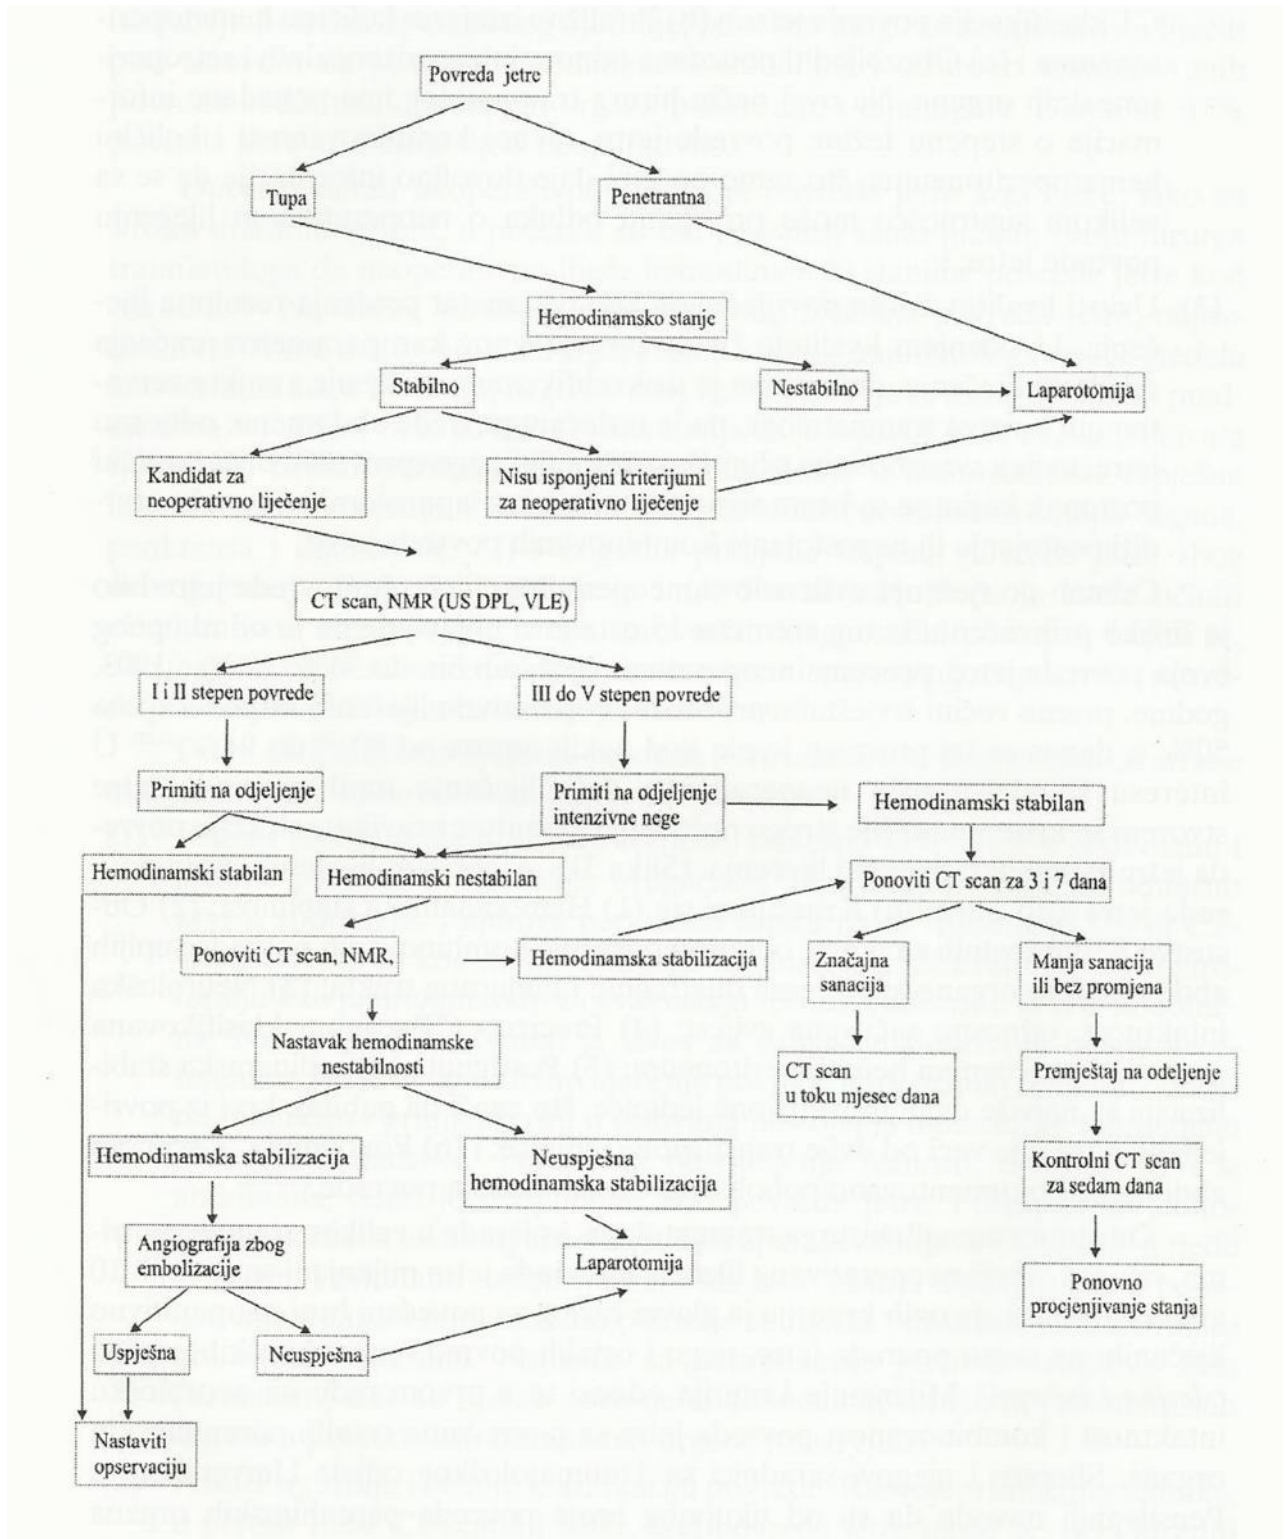 Povreda jetre
Tupa
Penetrantna
Hemodinamsko stanje
Stabilno
Nestabilno
Laparotomija
Kandidat za
neoperativno liječenje
Nisu isponjeni kriterijumi
za neoperativno liječenje
CT scan, NMR (US DPL, VLE)
I i II stepen povrede
III do V stepen povrede
Primiti na odjeljenje
Primiti na odjeljenje
intenzivne nege
Hemodinamski stabilan
Hemodinamski stabilan
Hemodinamski nestabilan
Ponoviti CT scan za 3 i 7 dana
Ponoviti CT scan, NMR,
Hemodinamska stabilizacija
Značajna
sanacija
Manja sanacija
ili bez promjena
Nastavak hemodinamske
nestabilnosti
CT scan
u toku mjesec dana
Premještaj na odeljenje
Hemodinamska stabilizacija
Neuspješna
hemodinamska stabilizacija
Kontrolni CT scan
za sedam dana
Angiografija zbog
embolizacije
Laparotomija
Ponovno
procjenjivanje stanja
Uspješna
Neuspješna
Nastaviti
opservaciju